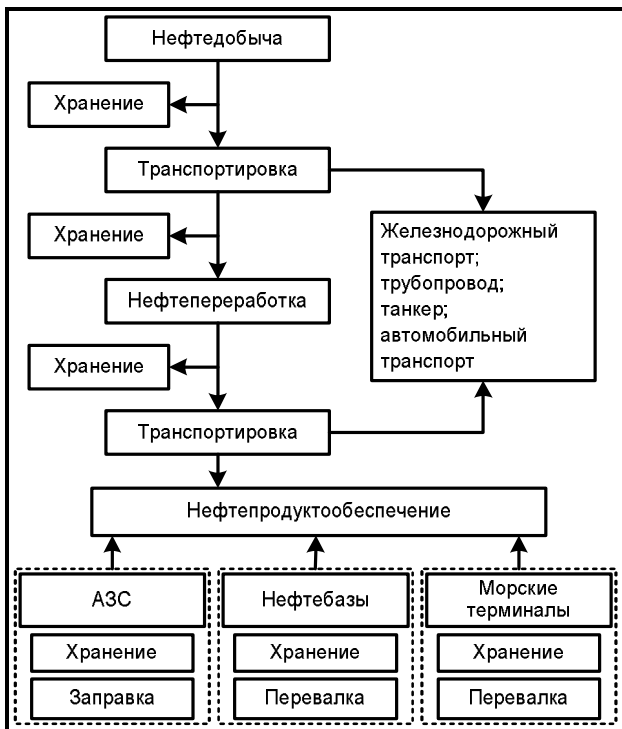 Нефтедобыча
Хранение
Транспортировка
Хранение
Железнодорожный
транспорт;
трубопровод;
танкер;
автомобильный
транспорт
Нефтепереработка
Хранение
Транспортировка
Нефтепродуктообеспечение
АЗС
Нефтебазы
Морские
терминалы
Хранение
Хранение
Хранение
Заправка
Перевалка
Перевалка